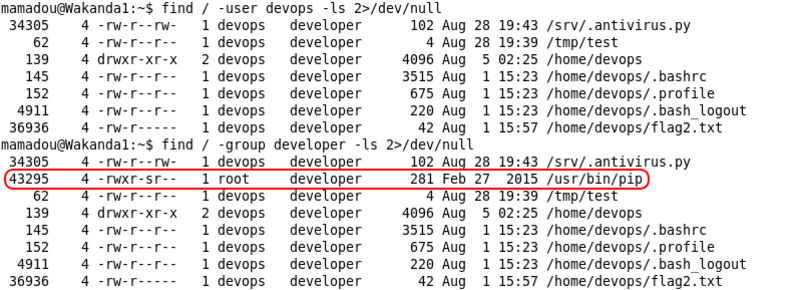 mamadou@Wakanda1:~$ find / -user devops -ls 2>/dev/null
34305 4 -rw-r--rw- 1 devops developer 102 Aug 28 19:43 /srv/.antivirus.py
62 4 -rw-r--r-- 1 devops developer 4 Aug 28 19:39 /tmp/test
139 4 drwxr-xr-x 2 devops developer 4096 Aug 5 02:25 /home/devops
145 4 -rw-r--r-- 1 devops developer 3515 Aug 1 15:23 /home/devops/.bashrc
152 4 -rw-r--r-- 1 devops developer 675 Aug 1 15:23 /home/devops/.profile
4911 4 -rw-r--r-- 1 devops developer 220 Aug 1 15:23 /home/devops/.bash_logout
36936 4 -rw-r----- 1 devops developer 42 Aug 1 15:57 /home/devops/flag2.txt
mamadou@Wakanda1:~$ find / -group developer -ls 2>/dev/null
34305 4 -rw-r--rw- 1 devops developer 102 Aug 28 19:43 /srv/.antivirus.py
43295 4 -rwxr-sr-- 1 root developer 281 Feb 27 2015 /usr/bin/pip
62 4 -rw-r--r-- 1 devops developer 4 Aug 28 19:39 /tmp/test
139 4 drwxr-xr-x 2 devops developer 4096 Aug 5 02:25 /home/devops
145 4 -rw-r--r-- 1 devops developer 3515 Aug 1 15:23 /home/devops/.bashrc
152 4 -rw-r--r-- 1 devops developer 675 Aug 1 15:23 /home/devops/.profile
4911 4 -rw-r--r-- 1 devops developer 220 Aug 1 15:23 /home/devops/.bash_logout
36936 4 -rw-r----- 1 devops developer 42 Aug 1 15:57 /home/devops/flag2.txt